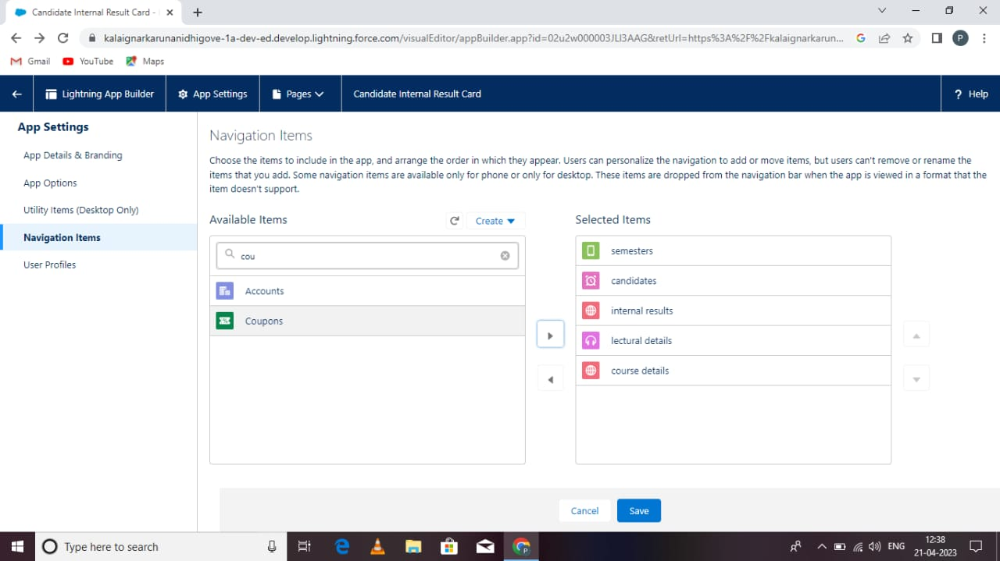 Candidate Internal Result Card -
kalaignarkarunanidhigove-1a-dev-ed.develop.lightning.force.com/visualEditor/appBuilder.app?id=02u2w000003JLI3AAG&retUrl=https%3A%2F%2Fkalaignarkarun...
P
Gmail YouTube Maps
Lightning App Builder App Settings Pages Candidate Internal Result Card ? Help
App Settings
App Details & Branding
App Options
Utility Items (Desktop Only)
Navigation Items
User Profiles
Navigation Items
Choose the items to include in the app, and arrange the order in which they appear. Users can personalize the navigation to add or move items, but users can't remove or rename the
items that you add. Some navigation items are available only for phone or only for desktop. These items are dropped from the navigation bar when the app is viewed in a format that the
item doesn't support.
Available Items
Create
cou
Accounts
Coupons
Selected Items
semesters
candidates
internal results
lectural details
course details
Cancel Save
Type here to search
ENG
12:38
21-04-2023